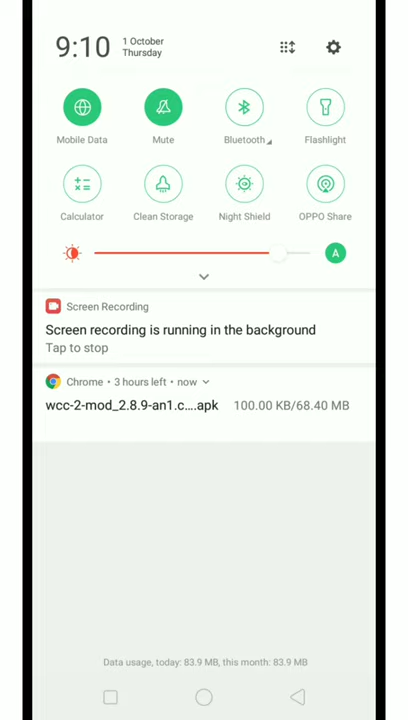 9:10
1 October
Thursday
Mobile Data
Mute
Bluetooth
Flashlight
Calculator
Clean Storage
Night Shield
OPPO Share
A
Screen Recording
Screen recording is running in the background
Tap to stop
Chrome • 3 hours left • now
wcc-2-mod_2.8.9-an1.c....apk 100.00 KB/68.40 MB
Data usage, today: 83.9 MB, this month: 83.9 MB